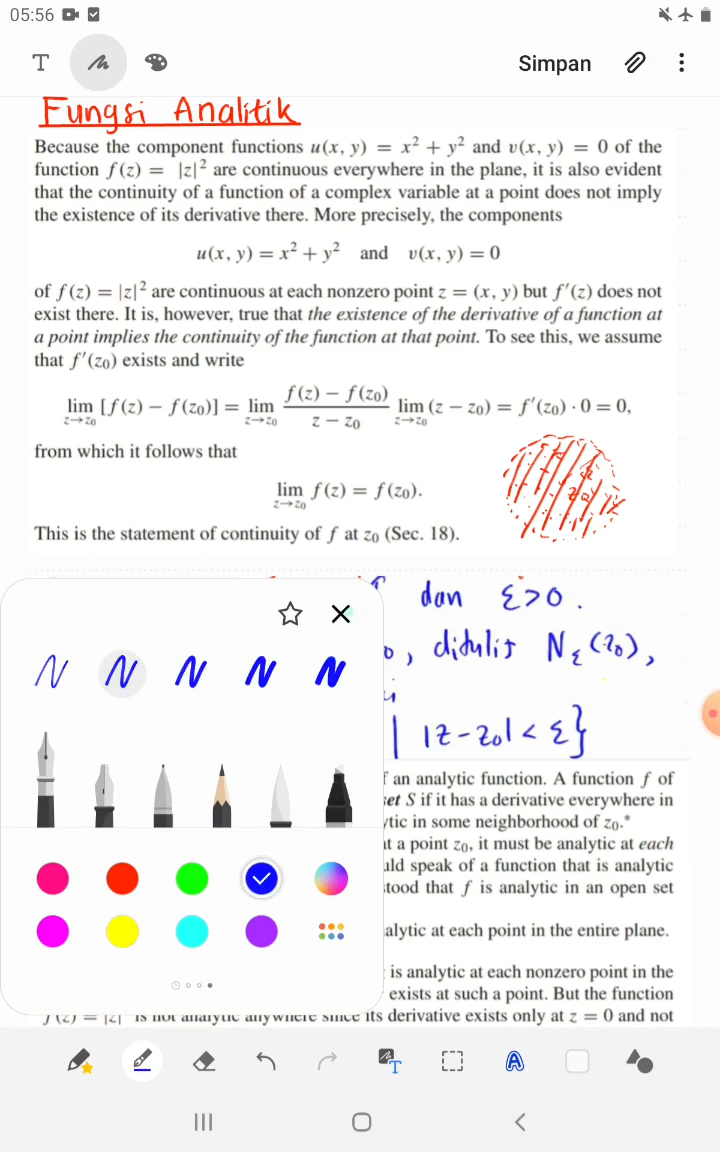 05:56
T
Simpan
Fungsi Analitik
Because the component functions u(x, y) = x² + y² and v(x, y) = 0 of the
function f(z) = |z|² are continuous everywhere in the plane, it is also evident
that the continuity of a function of a complex variable at a point does not imply
the existence of its derivative there. More precisely, the components
u(x, y) = x² + y² and v(x, y) = 0
of f(z) = |z|² are continuous at each nonzero point z = (x, y) but f′(z) does not
exist there. It is, however, true that the existence of the derivative of a function at
a point implies the continuity of the function at that point. To see this, we assume
that f′(z₀) exists and write
lim_{z→z₀} [f(z) − f(z₀)] = lim_{z→z₀} (f(z) − f(z₀))/(z − z₀) lim_{z→z₀} (z − z₀) = f′(z₀) · 0 = 0,
from which it follows that
lim_{z→z₀} f(z) = f(z₀).
This is the statement of continuity of f at z₀ (Sec. 18).
dan ε>0.
, ditulis N_ε(z₀),
| |z-z₀| < ε}
an analytic function. A function f of
set S if it has a derivative everywhere in
in some neighborhood of z₀.*
a point z₀, it must be analytic at each
speak of a function that is analytic
that f is analytic in an open set
at each point in the entire plane.
is analytic at each nonzero point in the
exists at such a point. But the function
f(z) = |z|² is not analytic anywhere since its derivative exists only at z = 0 and not